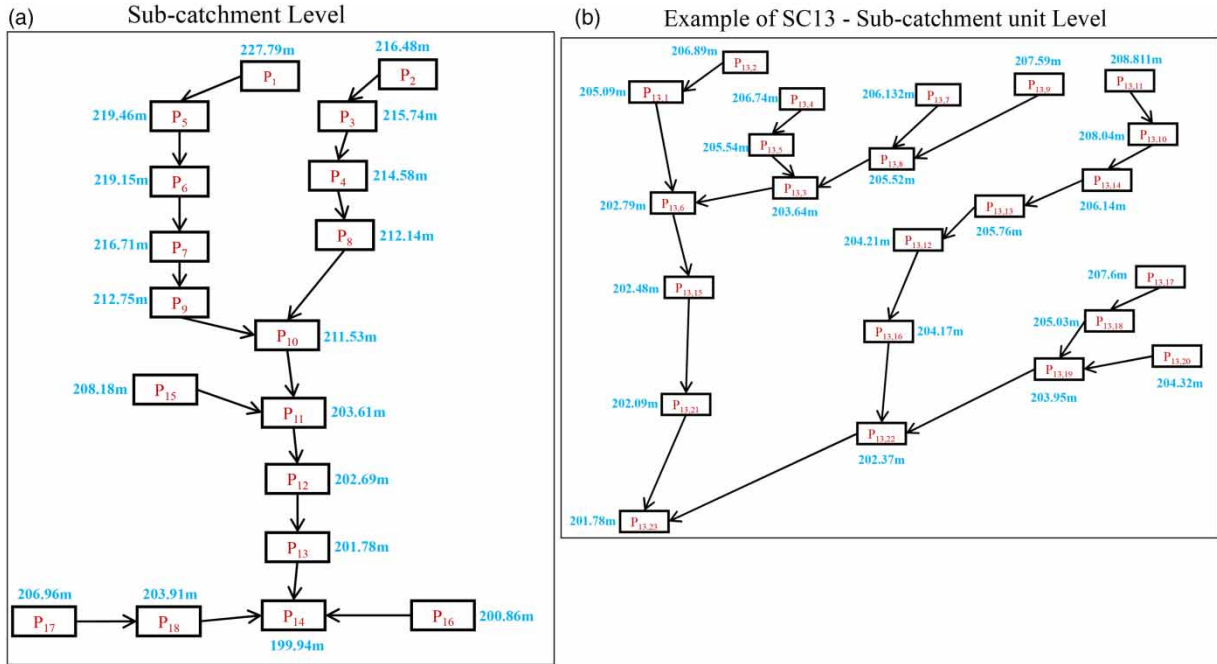 (a)
Sub-catchment Level
227.79m
216.48m
P1
P2
219.46m
P5
P3
215.74m
219.15m
P6
P4
214.58m
216.71m
P7
P8
212.14m
212.75m
P9
P10
211.53m
208.18m
P15
P11
203.61m
P12
202.69m
P13
201.78m
206.96m
203.91m
P17
P18
P14
P16
200.86m
199.94m
(b)
Example of SC13 - Sub-catchment unit Level
206.89m
P13,2
207.59m
P13,9
208.811m
P13,11
205.09m
P13,1
206.74m
P13,4
206.132m
P13,7
205.54m
P13,5
P13,8
205.52m
208.04m
P13,10
202.79m
P13,6
P13,3
203.64m
P13,14
206.14m
P13,13
205.76m
204.21m
P13,12
202.48m
P13,15
207.6m
P13,17
205.03m
P13,18
P13,16
204.17m
P13,19
203.95m
P13,20
204.32m
202.09m
P13,21
P13,22
202.37m
201.78m
P13,23